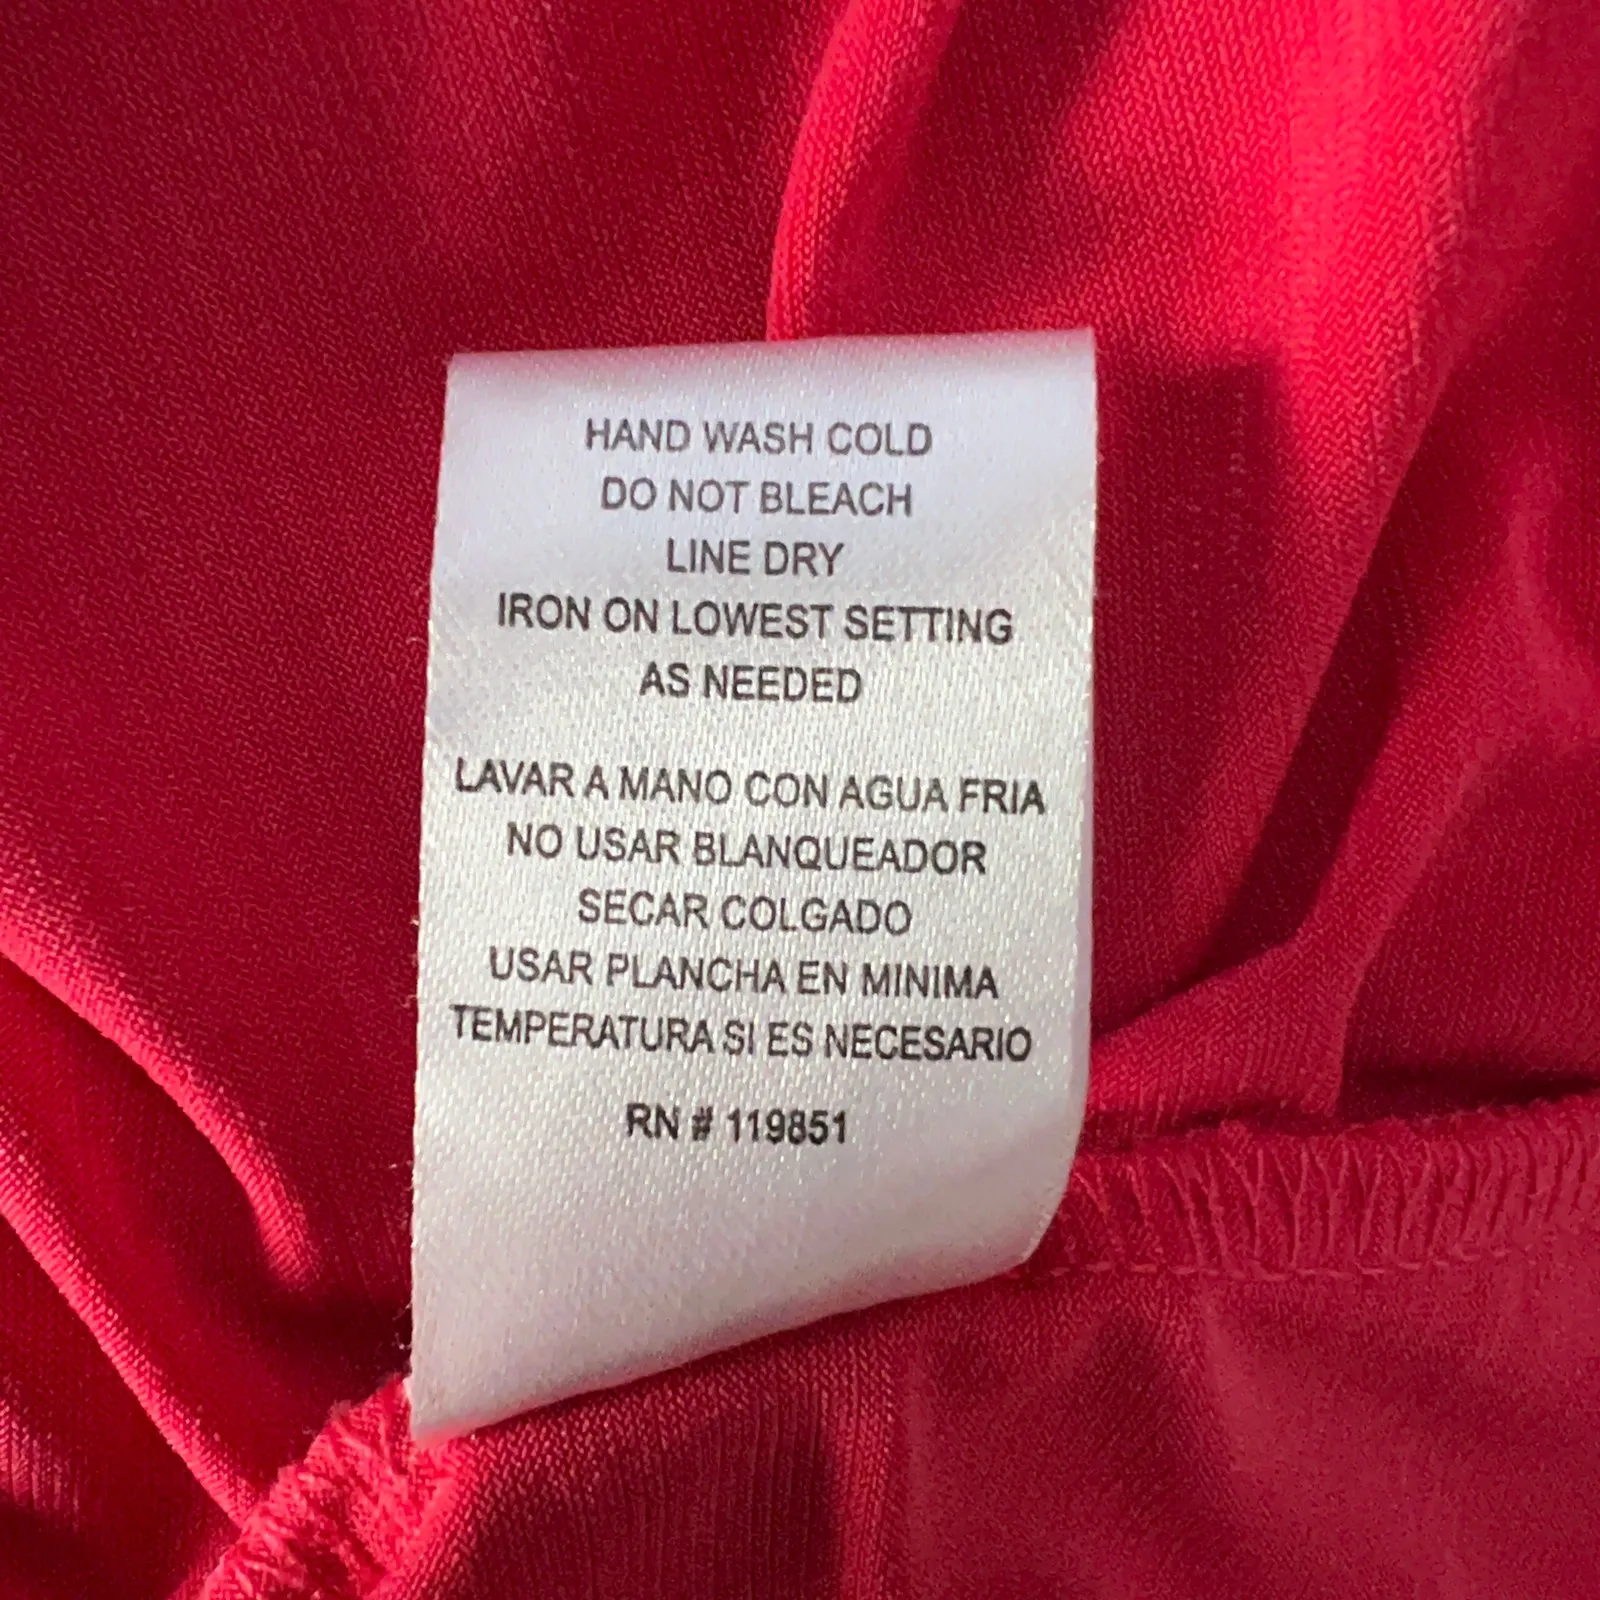 HAND WASH COLD
DO NOT BLEACH
LINE DRY
IRON ON LOWEST SETTING
AS NEEDED
LAVAR A MANO CON AGUA FRIA
NO USAR BLANQUEADOR
SECAR COLGADO
USAR PLANCHA EN MINIMA
TEMPERATURA SI ES NECESARIO
RN # 119851